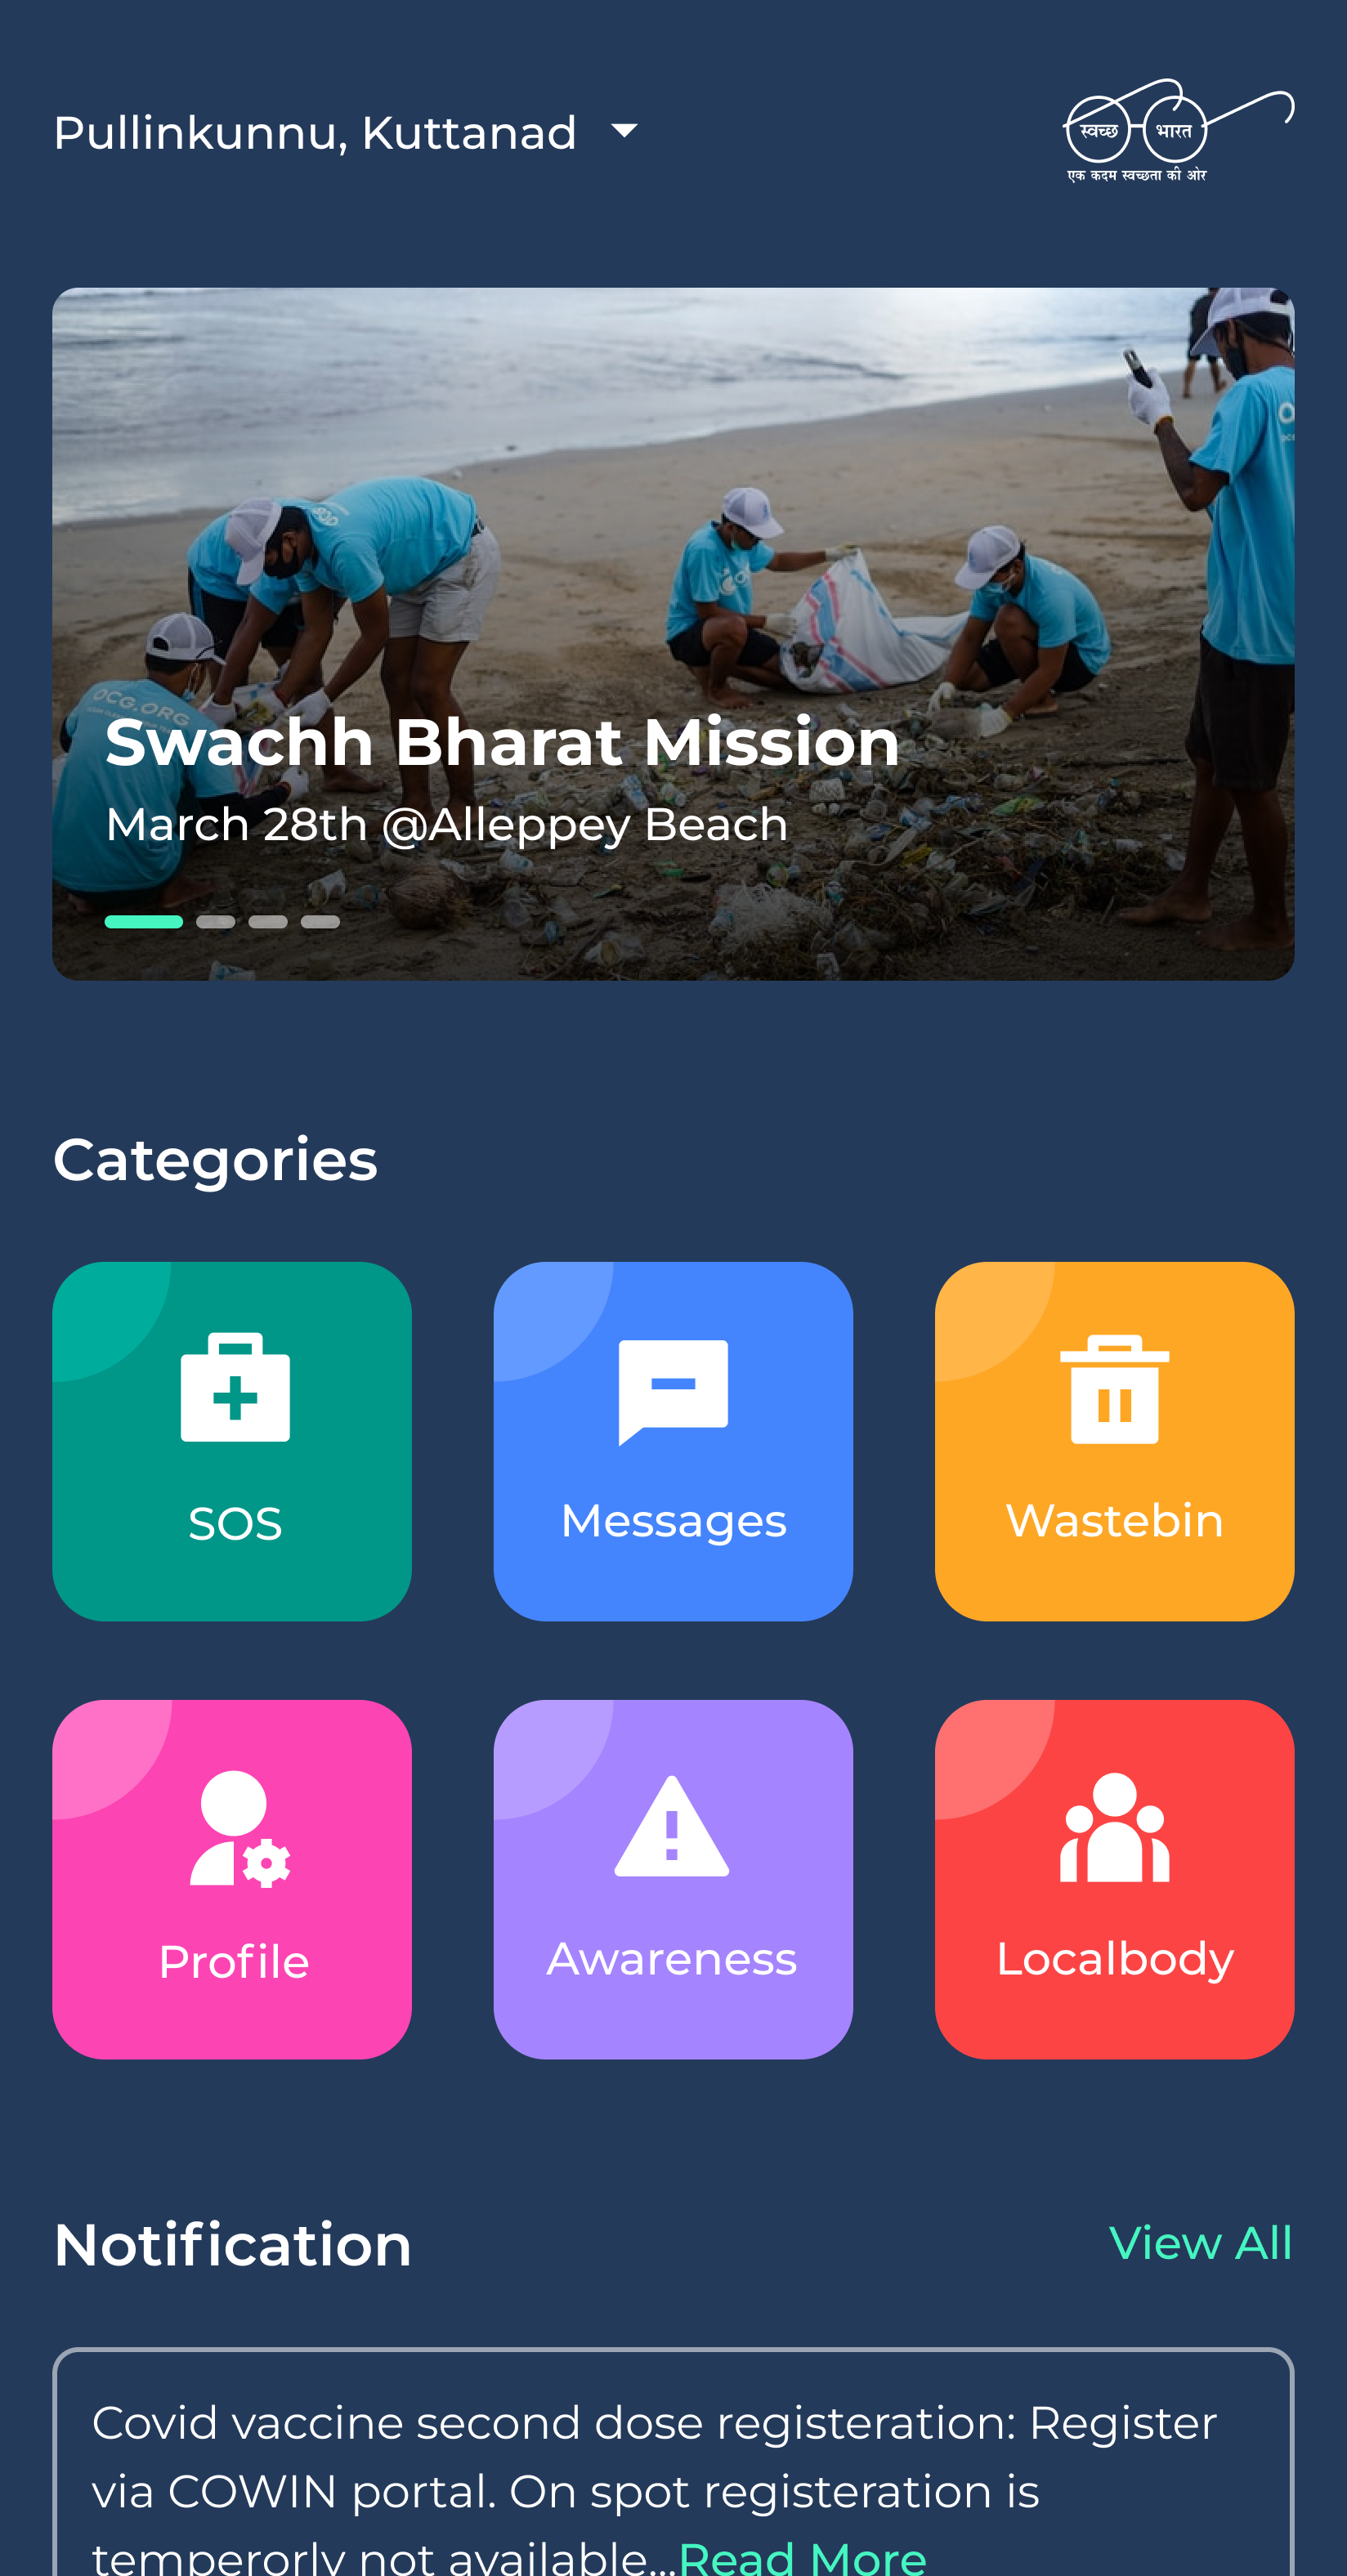 Pullinkunnu, Kuttanad
स्वच्छ भारत
एक कदम स्वच्छता की ओर
OCG.ORG
Swachh Bharat Mission
March 28th @Alleppey Beach
Categories
SOS
Messages
Wastebin
Profile
Awareness
Localbody
Notification
View All
Covid vaccine second dose registeration: Register
via COWIN portal. On spot registeration is
temperorly not available...Read More